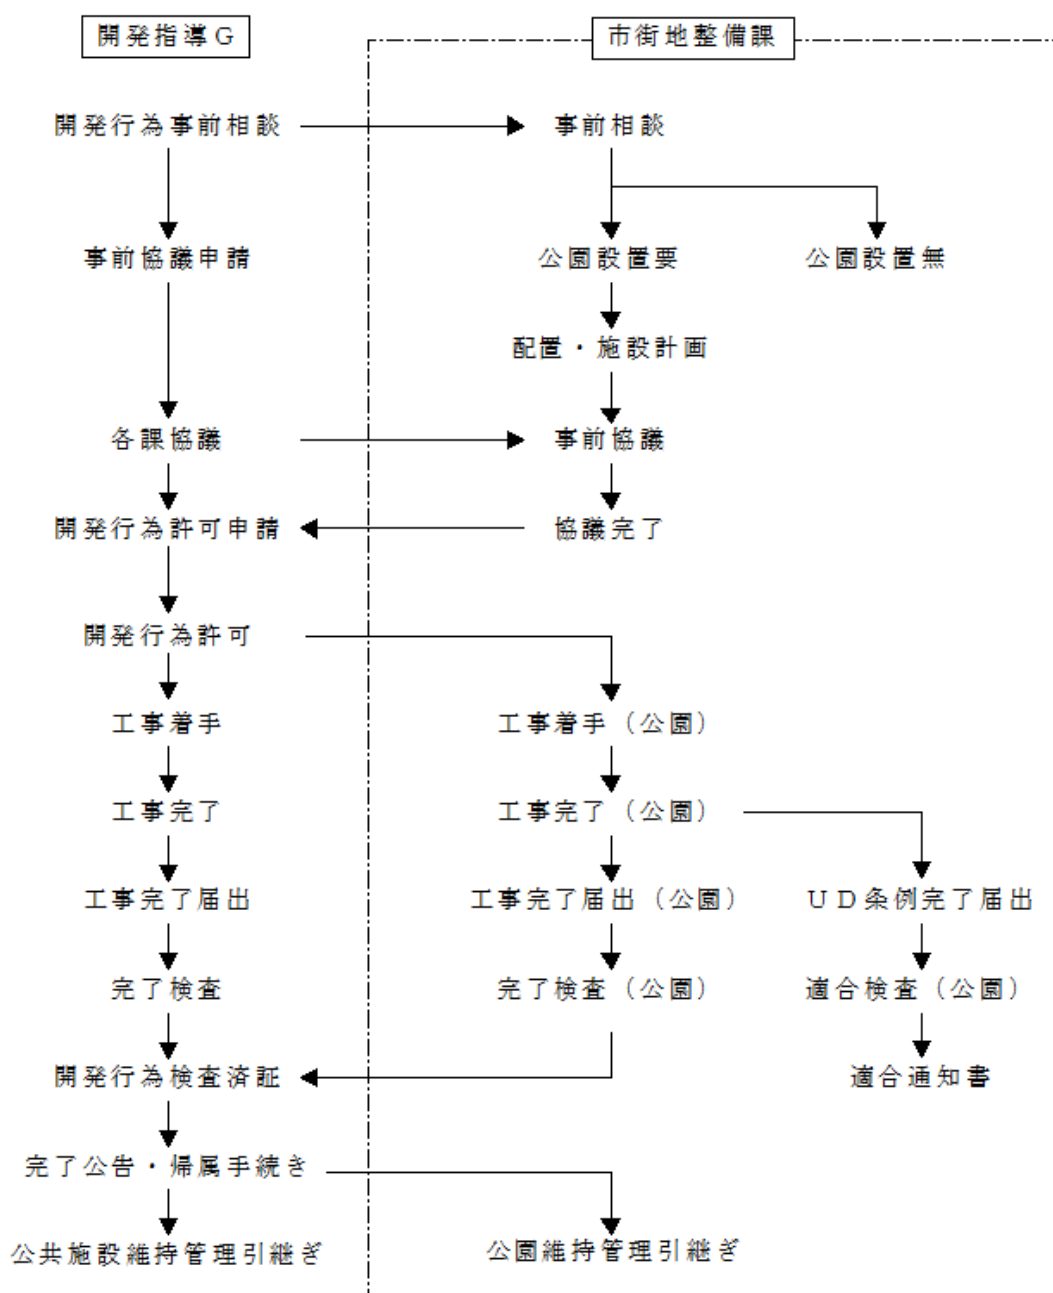 開発指導G
市街地整備課
開発行為事前相談
事前相談
事前協議申請
公園設置要
公園設置無
配置・施設計画
各課協議
事前協議
開発行為許可申請
協議完了
開発行為許可
工事着手
工事着手（公園）
工事完了
工事完了（公園）
工事完了届出
工事完了届出（公園）
ＵＤ条例完了届出
完了検査
完了検査（公園）
適合検査（公園）
開発行為検査済証
適合通知書
完了公告・帰属手続き
公共施設維持管理引継ぎ
公園維持管理引継ぎ